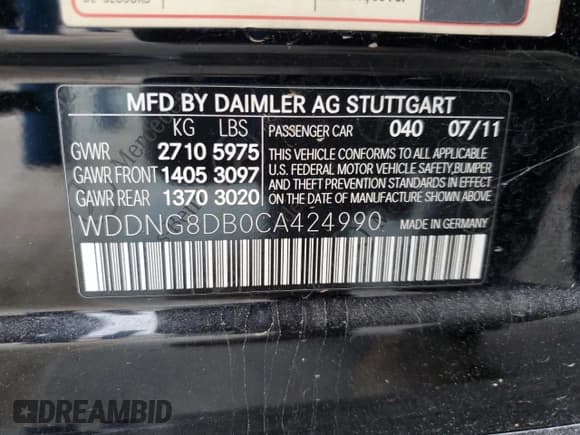 MFD BY DAIMLER AG STUTTGART
KG LBS PASSENGER CAR 040 07/11
GVWR 2710 5975
GAWR FRONT 1405 3097
GAWR REAR 1370 3020
THIS VEHICLE CONFORMS TO ALL APPLICABLE
U.S. FEDERAL MOTOR VEHICLE SAFETY,BUMPER
AND THEFT PREVENTION STANDARDS IN EFFECT
ON THE DATE OF MANUFACTURE SHOWN ABOVE.
WDDNG8DB0CA424990 MADE IN GERMANY
DREAMBID